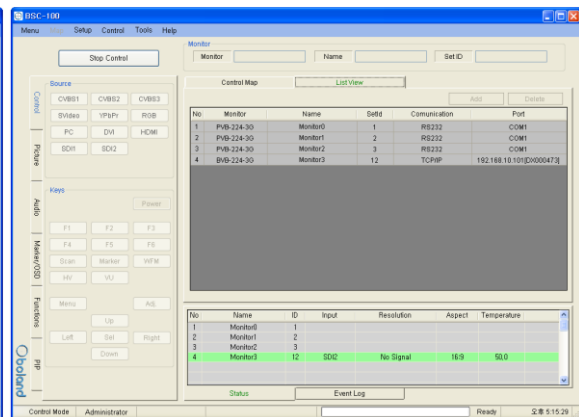 BSC-100
Menu Map Setup Control Tools Help
Stop Control
Monitor
Monitor Name Set ID
Control Picture Audio Marker/OSD Functions PIP
Source
CVBS1 CVBS2 CVBS3
SVideo YPbPr RGB
PC DVI HDMI
SDI1 SDI2
Keys
Power
F1 F2 F3
F4 F5 F6
Scan Marker WFM
HV VU
Menu Adj
Up
Left Sel Right
Down
Control Map List View
Add Delete
No Monitor Name SetId Comunication Port
1 PVB-224-3G Monitor0 1 RS232 COM1
2 PVB-224-3G Monitor1 2 RS232 COM1
3 PVB-224-3G Monitor2 3 RS232 COM1
4 BVB-224-3G Monitor3 12 TCP/IP 192.168.10.101[DX000473]
No Name ID Input Resolution Aspect Temperature
1 Monitor0 1
2 Monitor1 2
3 Monitor2 3
4 Monitor3 12 SDI2 No Signal 16:9 50,0
Status Event Log
boland
Control Mode Administrator Ready 오후 5:15:29